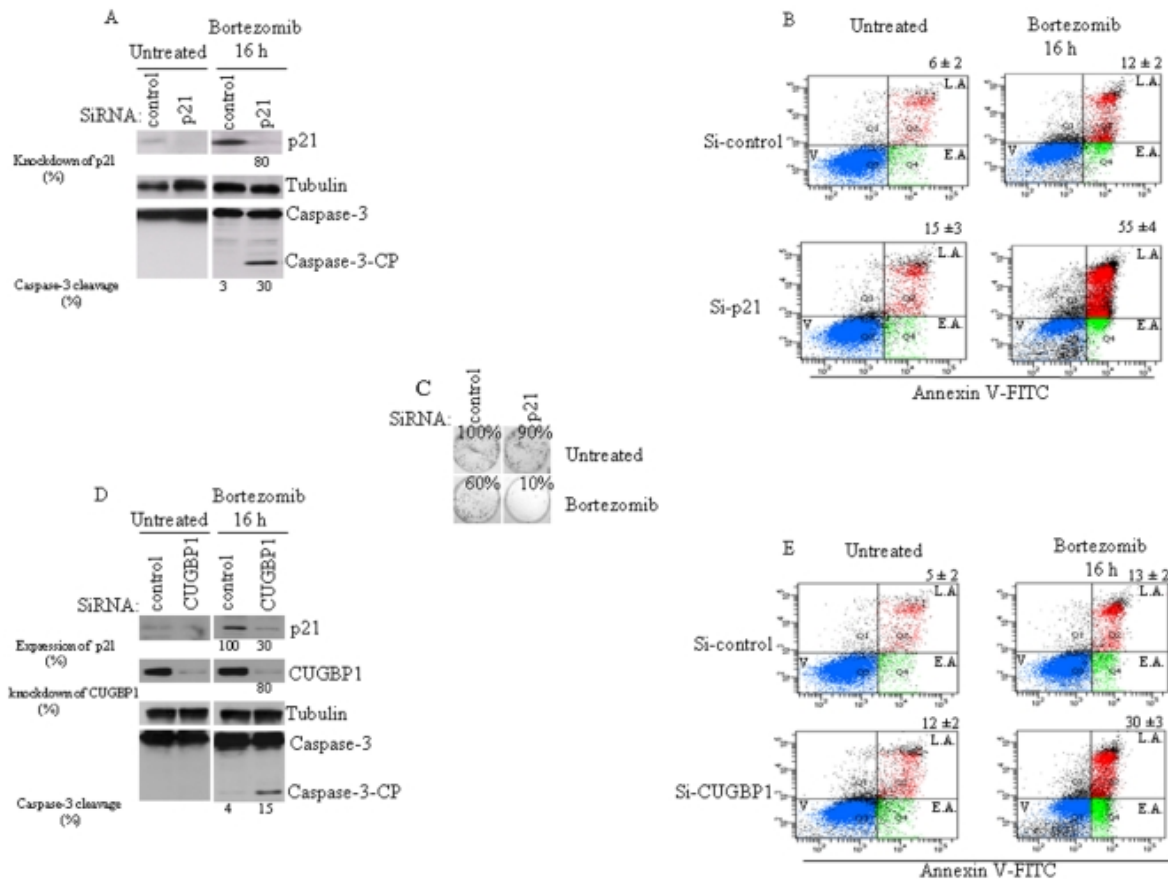 A
Bortezomib
Untreated 16 h
SiRNA: control p21 control p21
p21
Knockdown of p21
(%)
80
Tubulin
Caspase-3
Caspase-3-CP
Caspase-3 cleavage
(%)
3 30
B
Untreated Bortezomib
16 h
6 ± 2 12 ± 2
L.A. L.A.
Si-control
V E.A. E.A.
15 ±3 55 ±4
L.A. L.A.
Si-p21
V E.A. V E.A.
Annexin V-FITC
C
SiRNA: control p21
100% 90%
Untreated
60% 10%
Bortezomib
D
Bortezomib
Untreated 16 h
SiRNA: control CUGBP1 control CUGBP1
p21
Expression of p21
(%)
100 30
CUGBP1
knockdown of CUGBP1
(%)
80
Tubulin
Caspase-3
Caspase-3-CP
Caspase-3 cleavage
(%)
4 15
E
Untreated Bortezomib
16 h
5 ± 2 13 ± 2
L.A. L.A.
Si-control
V E.A. V E.A.
12 ±2 30 ±3
L.A. L.A.
Si-CUGBP1
V E.A. V E.A.
Annexin V-FITC